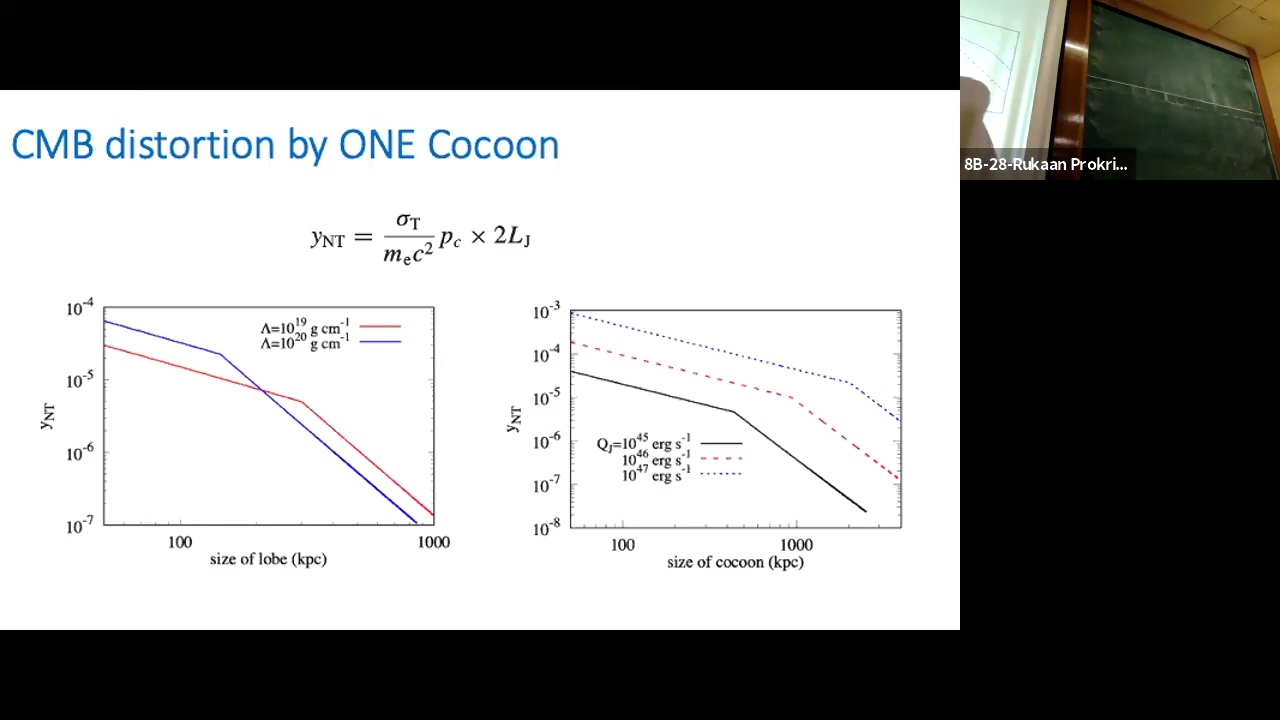 CMB distortion by ONE Cocoon
y_NT = σ_T / (m_e c²) p_c × 2L_J
10^-4
10^-5
10^-6
10^-7
y_NT
Λ=10^19 g cm^-1
Λ=10^20 g cm^-1
100
1000
size of lobe (kpc)
10^-3
10^-4
10^-5
10^-6
10^-7
10^-8
y_NT
Q_J=10^45 erg s^-1
10^46 erg s^-1
10^47 erg s^-1
100
1000
size of cocoon (kpc)
8B-28-Rukaan Prokri...